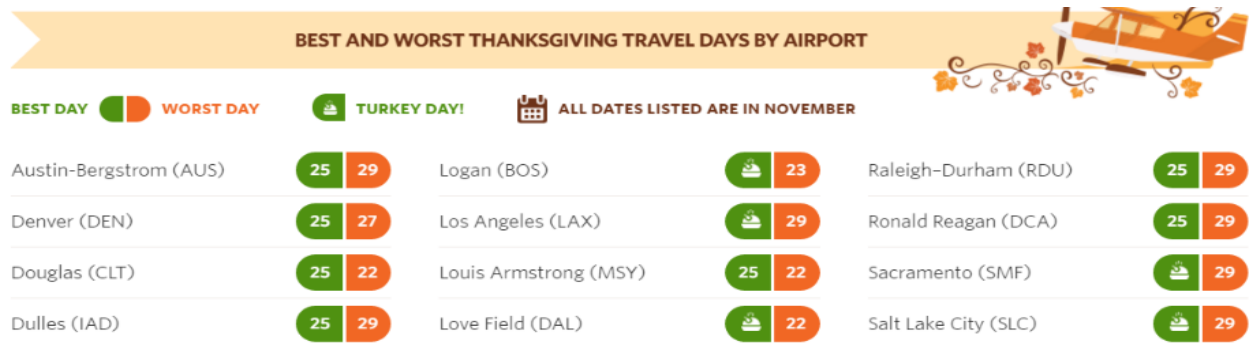 BEST AND WORST THANKSGIVING TRAVEL DAYS BY AIRPORT
BEST DAY WORST DAY TURKEY DAY! ALL DATES LISTED ARE IN NOVEMBER
Austin-Bergstrom (AUS) 25 29
Logan (BOS) 23
Raleigh–Durham (RDU) 25 29
Denver (DEN) 25 27
Los Angeles (LAX) 29
Ronald Reagan (DCA) 25 29
Douglas (CLT) 25 22
Louis Armstrong (MSY) 25 22
Sacramento (SMF) 29
Dulles (IAD) 25 29
Love Field (DAL) 22
Salt Lake City (SLC) 29